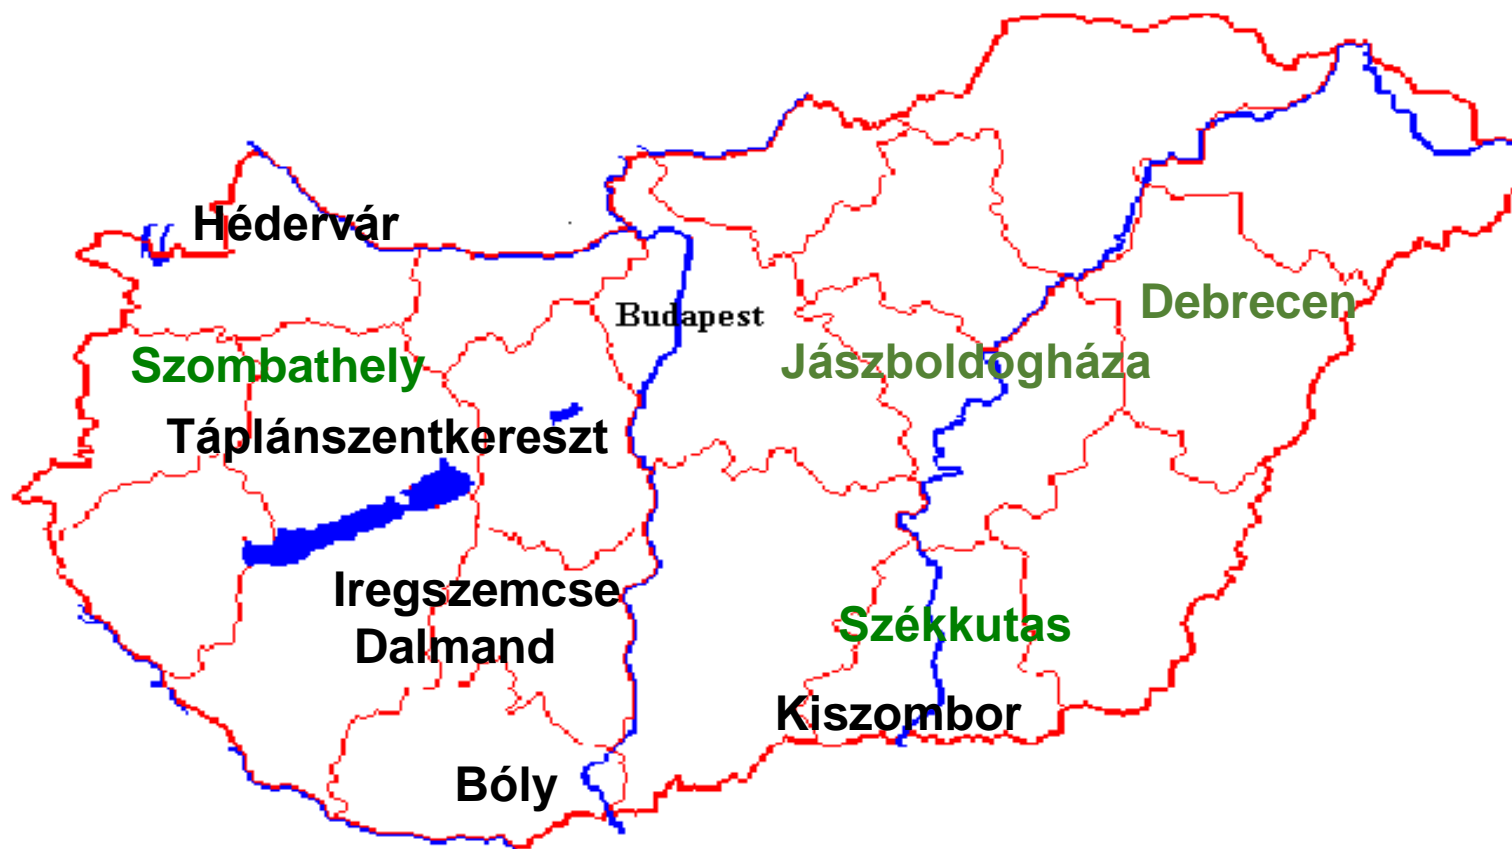 Hédervár
Debrecen
Budapest
Szombathely
Jászboldogháza
Táplánszentkereszt
Iregszemcse
Székkutas
Dalmand
Kiszombor
Bóly